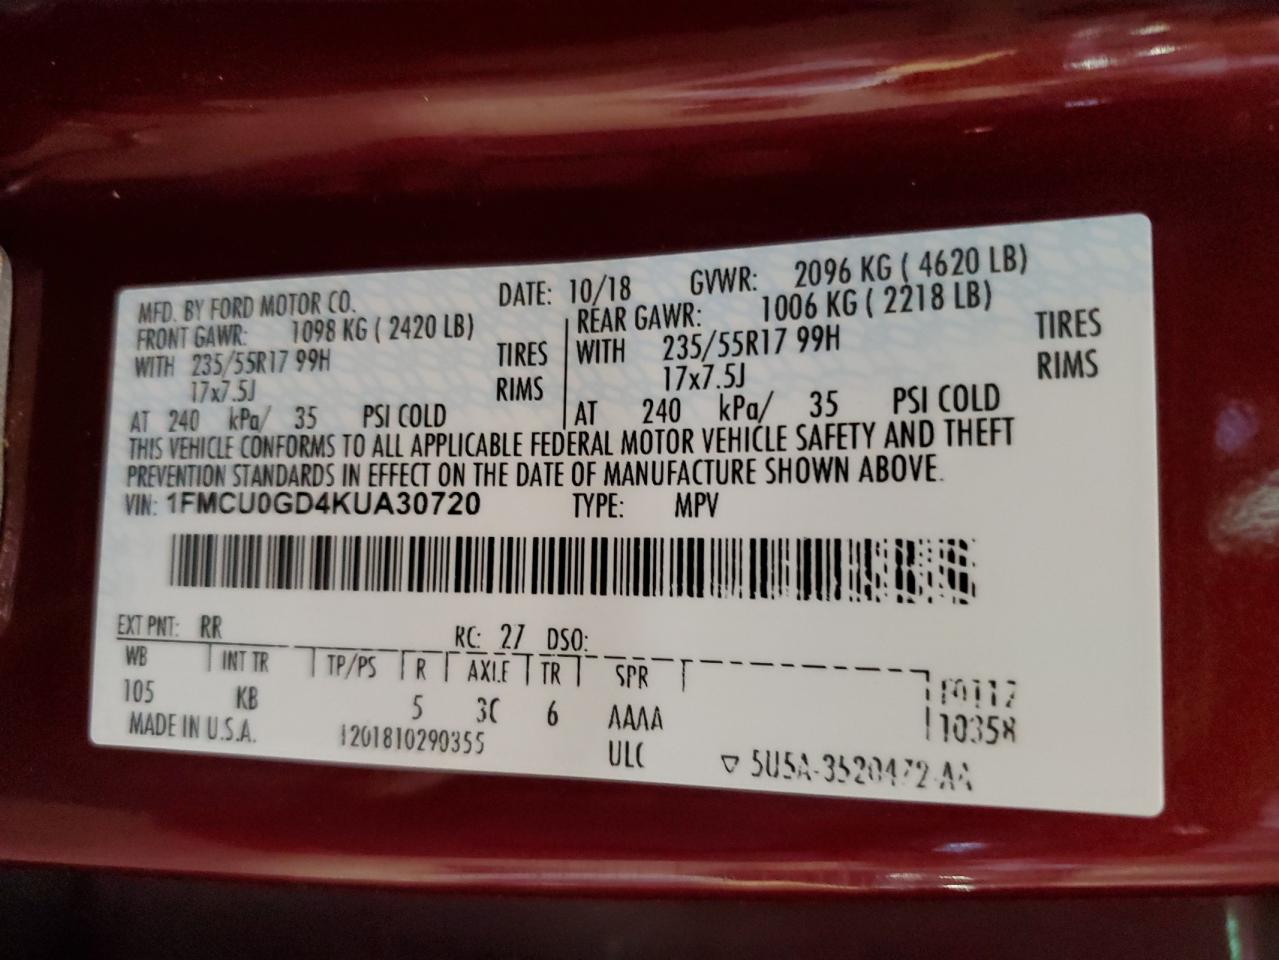 MFD. BY FORD MOTOR CO. DATE: 10/18 GVWR: 2096 KG ( 4620 LB)
FRONT GAWR: 1098 KG ( 2420 LB) REAR GAWR: 1006 KG ( 2218 LB)
WITH 235/55R17 99H TIRES WITH 235/55R17 99H TIRES
17x7.5J RIMS 17x7.5J RIMS
AT 240 kPa/ 35 PSI COLD AT 240 kPa/ 35 PSI COLD
THIS VEHICLE CONFORMS TO ALL APPLICABLE FEDERAL MOTOR VEHICLE SAFETY AND THEFT
PREVENTION STANDARDS IN EFFECT ON THE DATE OF MANUFACTURE SHOWN ABOVE.
VIN: 1FMCU0GD4KUA30720 TYPE: MPV
EXT PNT: RR RC: 27 DSO:
WB INT TR TP/PS R AXLE TR SPR
105 KB 5 3C 6 AAAA 10358
MADE IN U.S.A. 1201810290355 ULC ▽ 5U5A-3520472-AA